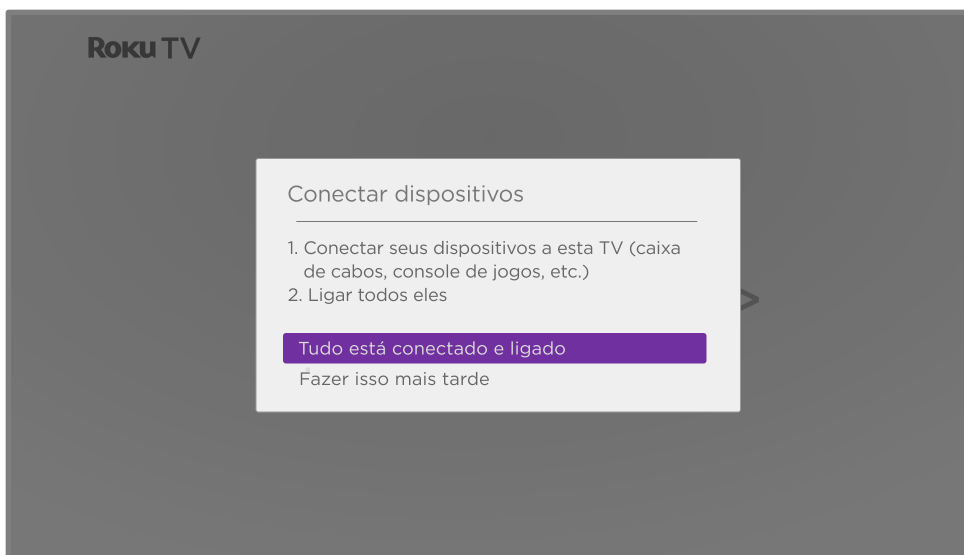 Roku TV
Conectar dispositivos
1. Conectar seus dispositivos a esta TV (caixa
de cabos, console de jogos, etc.)
2. Ligar todos eles
>
Tudo está conectado e ligado
Fazer isso mais tarde